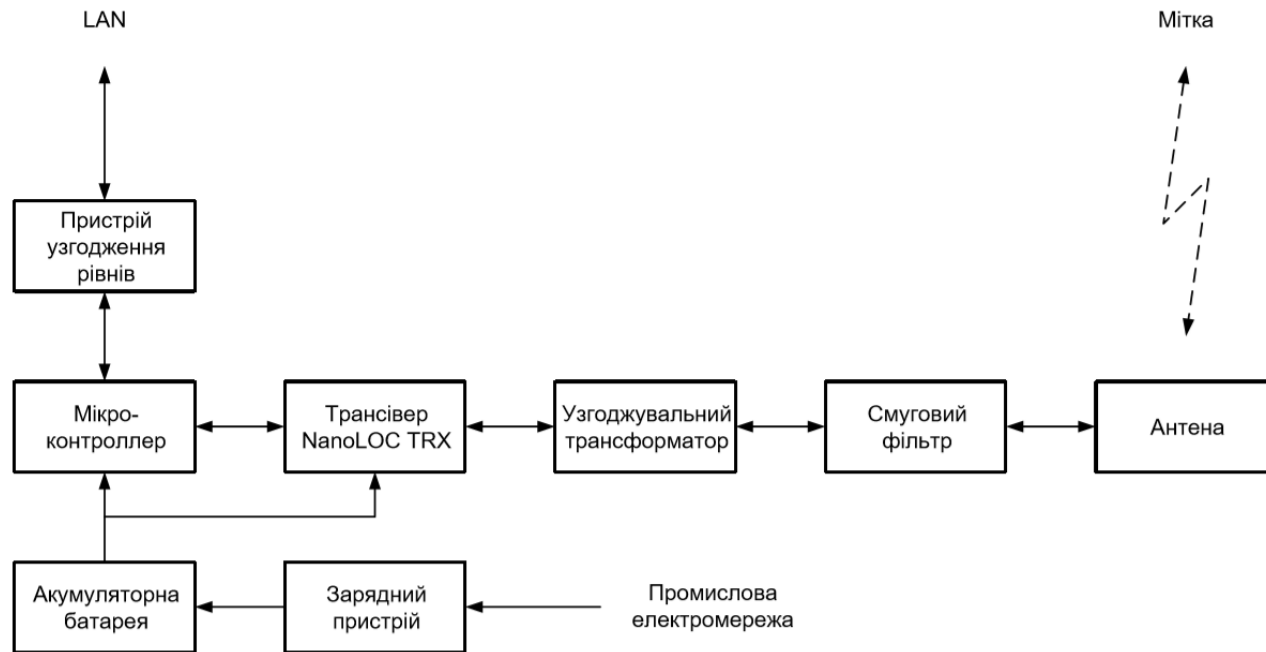 LAN
Мітка
Пристрій
узгодження
рівнів
Мікро-
контроллер
Трансівер
NanoLOC TRX
Узгоджувальний
трансформатор
Смуговий
фільтр
Антена
Акумуляторна
батарея
Зарядний
пристрій
Промислова
електромережа